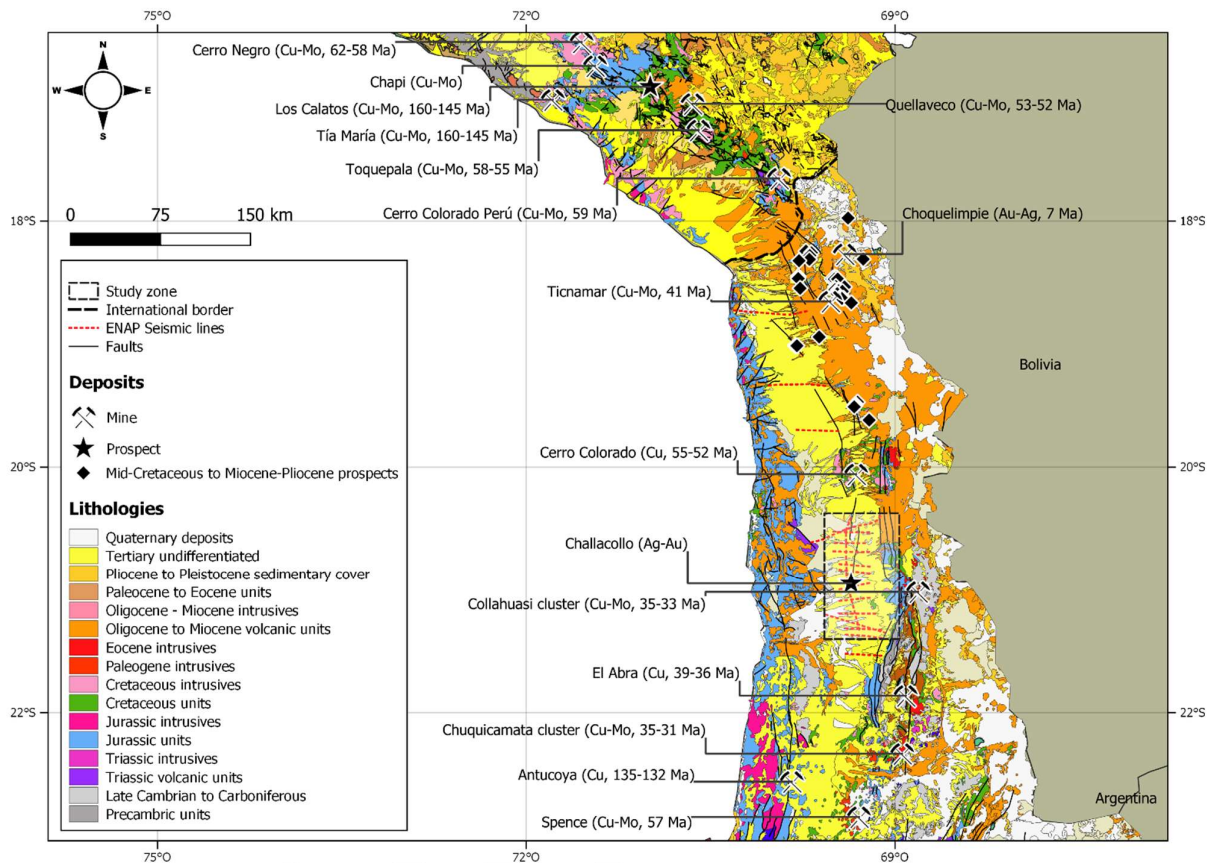 75°O 72°O 69°O
N
W E
S
Cerro Negro (Cu-Mo, 62-58 Ma)
Chapi (Cu-Mo)
Los Calatos (Cu-Mo, 160-145 Ma)
Tía María (Cu-Mo, 160-145 Ma)
Toquepala (Cu-Mo, 58-55 Ma)
Cerro Colorado Perú (Cu-Mo, 59 Ma)
Quellaveco (Cu-Mo, 53-52 Ma)
Choquelimpie (Au-Ag, 7 Ma)
18°S 18°S
0 75 150 km
Study zone
International border
ENAP Seismic lines
Faults
Deposits
Mine
Prospect
Mid-Cretaceous to Miocene-Pliocene prospects
Lithologies
Quaternary deposits
Tertiary undifferentiated
Pliocene to Pleistocene sedimentary cover
Paleocene to Eocene units
Oligocene - Miocene intrusives
Oligocene to Miocene volcanic units
Eocene intrusives
Paleogene intrusives
Cretaceous intrusives
Cretaceous units
Jurassic intrusives
Jurassic units
Triassic intrusives
Triassic volcanic units
Late Cambrian to Carboniferous
Precambric units
Ticnamar (Cu-Mo, 41 Ma)
Bolivia
Cerro Colorado (Cu, 55-52 Ma)
20°S 20°S
Challacollo (Ag-Au)
Collahuasi cluster (Cu-Mo, 35-33 Ma)
El Abra (Cu, 39-36 Ma)
22°S 22°S
Chuquicamata cluster (Cu-Mo, 35-31 Ma)
Antucoya (Cu, 135-132 Ma)
Spence (Cu-Mo, 57 Ma)
Argentina
75°O 72°O 69°O